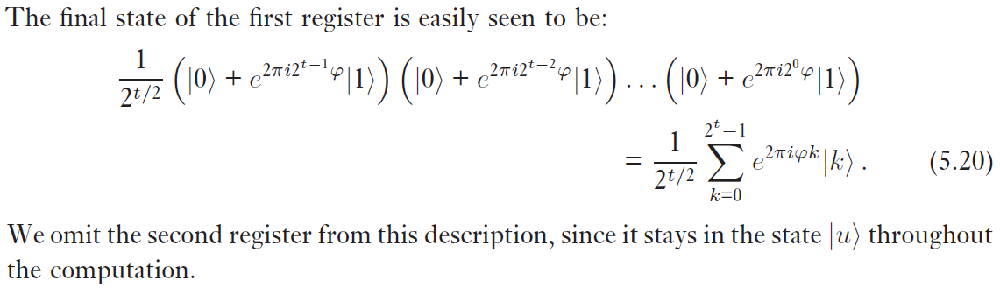 The final state of the first register is easily seen to be:
$$\frac{1}{2^{t/2}} \left(|0\rangle + e^{2\pi i 2^{t-1}\varphi}|1\rangle\right) \left(|0\rangle + e^{2\pi i 2^{t-2}\varphi}|1\rangle\right) \ldots \left(|0\rangle + e^{2\pi i 2^{0}\varphi}|1\rangle\right)$$
$$= \frac{1}{2^{t/2}} \sum_{k=0}^{2^t-1} e^{2\pi i \varphi k}|k\rangle . \quad (5.20)$$
We omit the second register from this description, since it stays in the state $|u\rangle$ throughout
the computation.